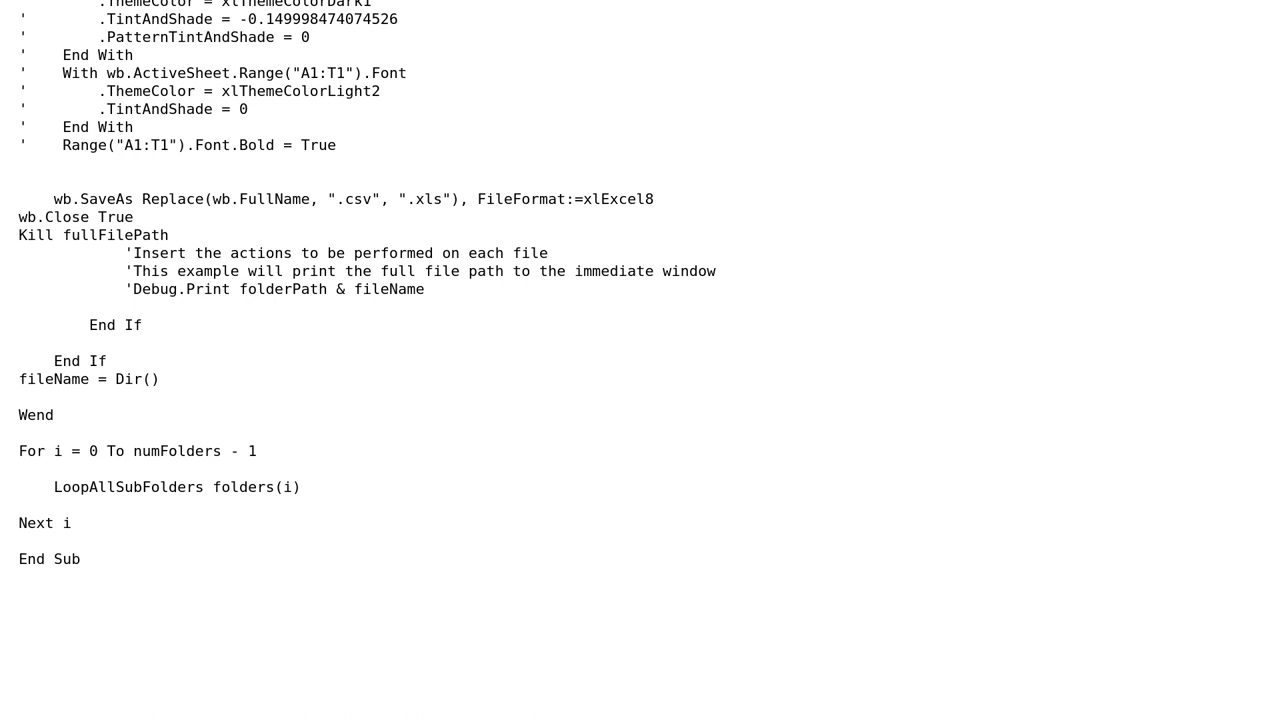 .ThemeColor = xlThemeColorDark1
'        .TintAndShade = -0.149998474074526
'        .PatternTintAndShade = 0
'    End With
'    With wb.ActiveSheet.Range("A1:T1").Font
'        .ThemeColor = xlThemeColorLight2
'        .TintAndShade = 0
'    End With
'    Range("A1:T1").Font.Bold = True
    wb.SaveAs Replace(wb.FullName, ".csv", ".xls"), FileFormat:=xlExcel8
wb.Close True
Kill fullFilePath
            'Insert the actions to be performed on each file
            'This example will print the full file path to the immediate window
            'Debug.Print folderPath & fileName
        End If
    End If
fileName = Dir()
Wend
For i = 0 To numFolders - 1
    LoopAllSubFolders folders(i)
Next i
End Sub